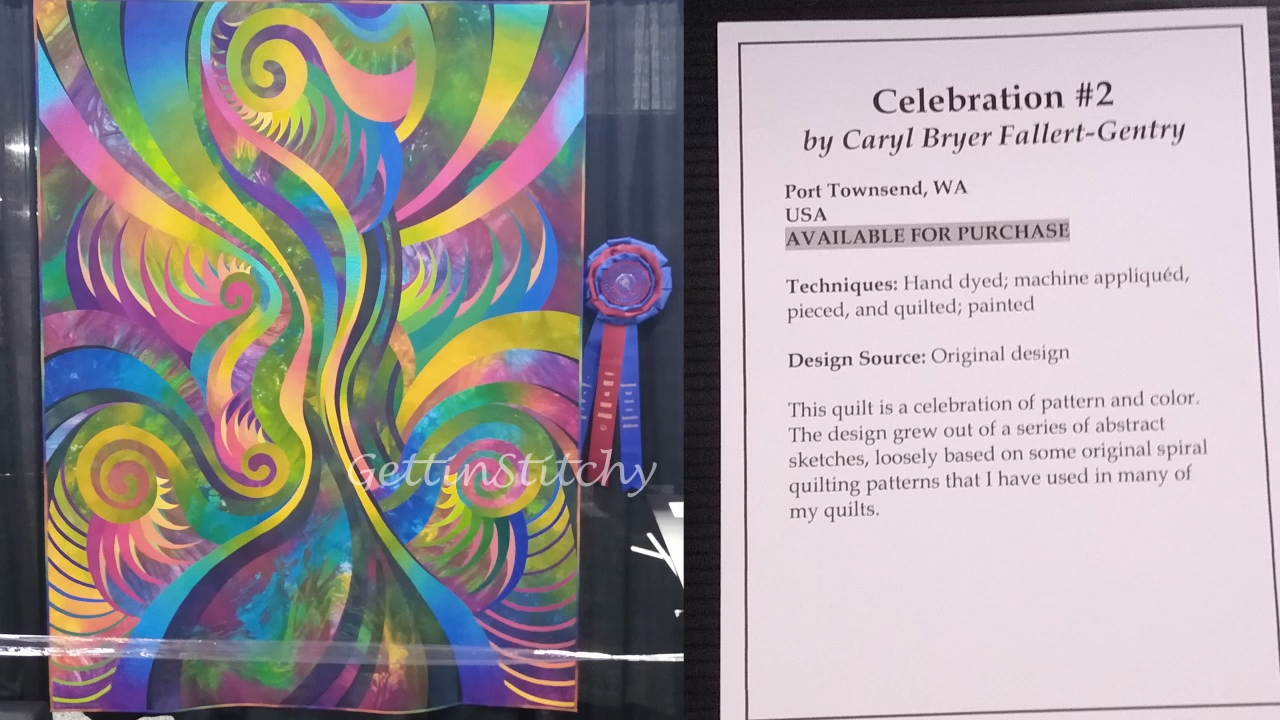 GettinStitchy
Celebration #2
by Caryl Bryer Fallert-Gentry
Port Townsend, WA
USA
AVAILABLE FOR PURCHASE
Techniques: Hand dyed; machine appliquéd,
pieced, and quilted; painted
Design Source: Original design
This quilt is a celebration of pattern and color.
The design grew out of a series of abstract
sketches, loosely based on some original spiral
quilting patterns that I have used in many of
my quilts.